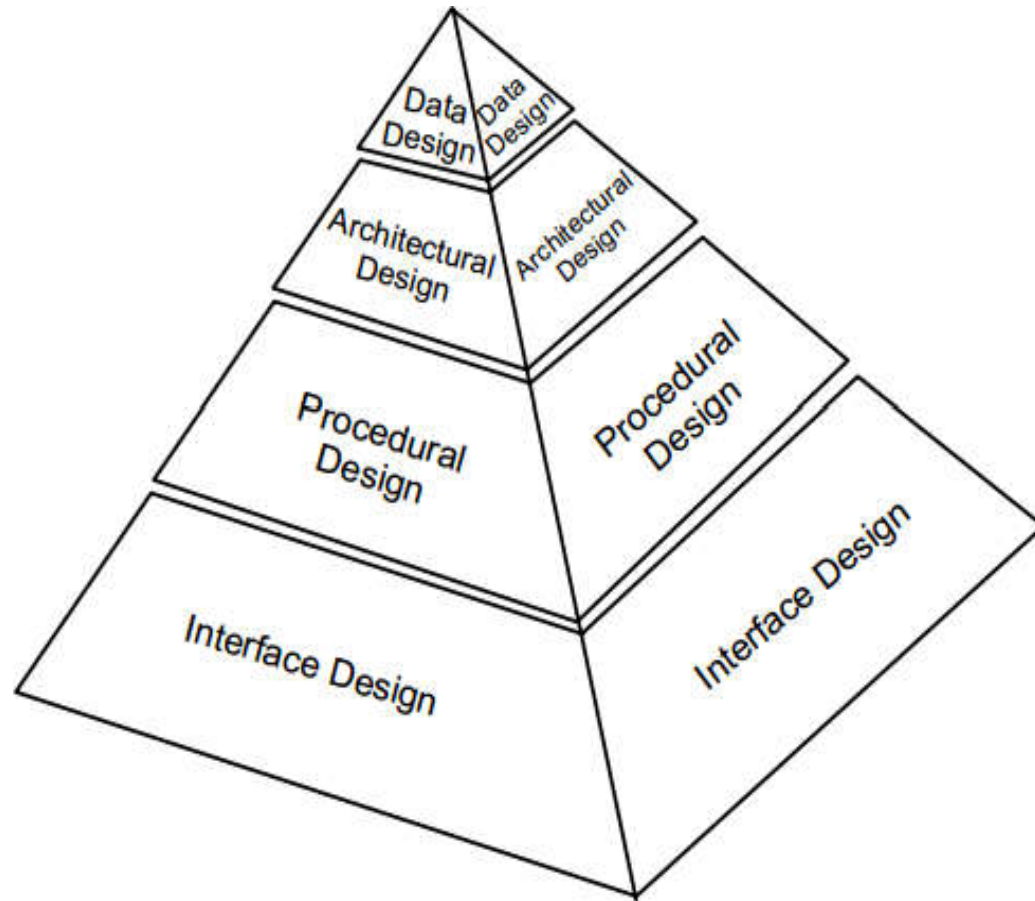 Data
Design
Data
Design
Architectural
Design
Architectural
Design
Procedural
Design
Procedural
Design
Interface Design
Interface Design